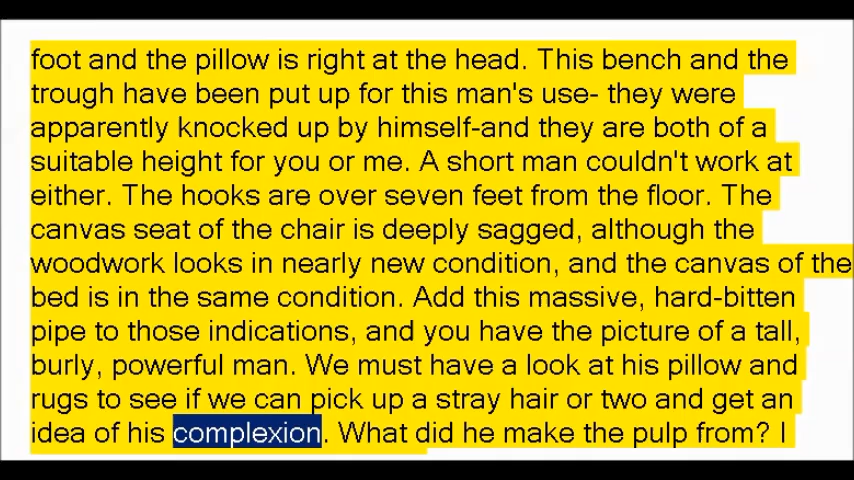 foot and the pillow is right at the head. This bench and the
trough have been put up for this man's use- they were
apparently knocked up by himself-and they are both of a
suitable height for you or me. A short man couldn't work at
either. The hooks are over seven feet from the floor. The
canvas seat of the chair is deeply sagged, although the
woodwork looks in nearly new condition, and the canvas of the
bed is in the same condition. Add this massive, hard-bitten
pipe to those indications, and you have the picture of a tall,
burly, powerful man. We must have a look at his pillow and
rugs to see if we can pick up a stray hair or two and get an
idea of his complexion. What did he make the pulp from? I